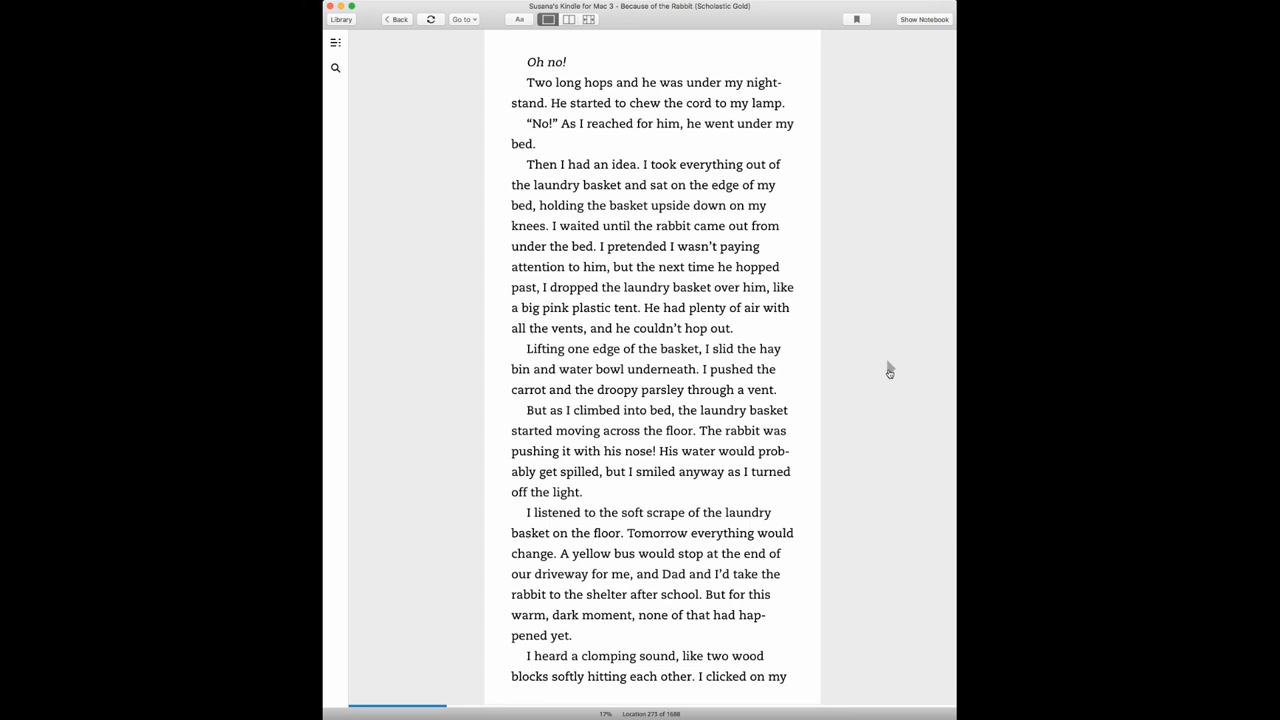 Susana's Kindle for Mac 3 - Because of the Rabbit (Scholastic Gold)
Library
Back
Go to
Aa
Show Notebook
Oh no!
Two long hops and he was under my night-
stand. He started to chew the cord to my lamp.
“No!” As I reached for him, he went under my
bed.
Then I had an idea. I took everything out of
the laundry basket and sat on the edge of my
bed, holding the basket upside down on my
knees. I waited until the rabbit came out from
under the bed. I pretended I wasn’t paying
attention to him, but the next time he hopped
past, I dropped the laundry basket over him, like
a big pink plastic tent. He had plenty of air with
all the vents, and he couldn’t hop out.
Lifting one edge of the basket, I slid the hay
bin and water bowl underneath. I pushed the
carrot and the droopy parsley through a vent.
But as I climbed into bed, the laundry basket
started moving across the floor. The rabbit was
pushing it with his nose! His water would prob-
ably get spilled, but I smiled anyway as I turned
off the light.
I listened to the soft scrape of the laundry
basket on the floor. Tomorrow everything would
change. A yellow bus would stop at the end of
our driveway for me, and Dad and I’d take the
rabbit to the shelter after school. But for this
warm, dark moment, none of that had hap-
pened yet.
I heard a clomping sound, like two wood
blocks softly hitting each other. I clicked on my
17% Location 273 of 1688